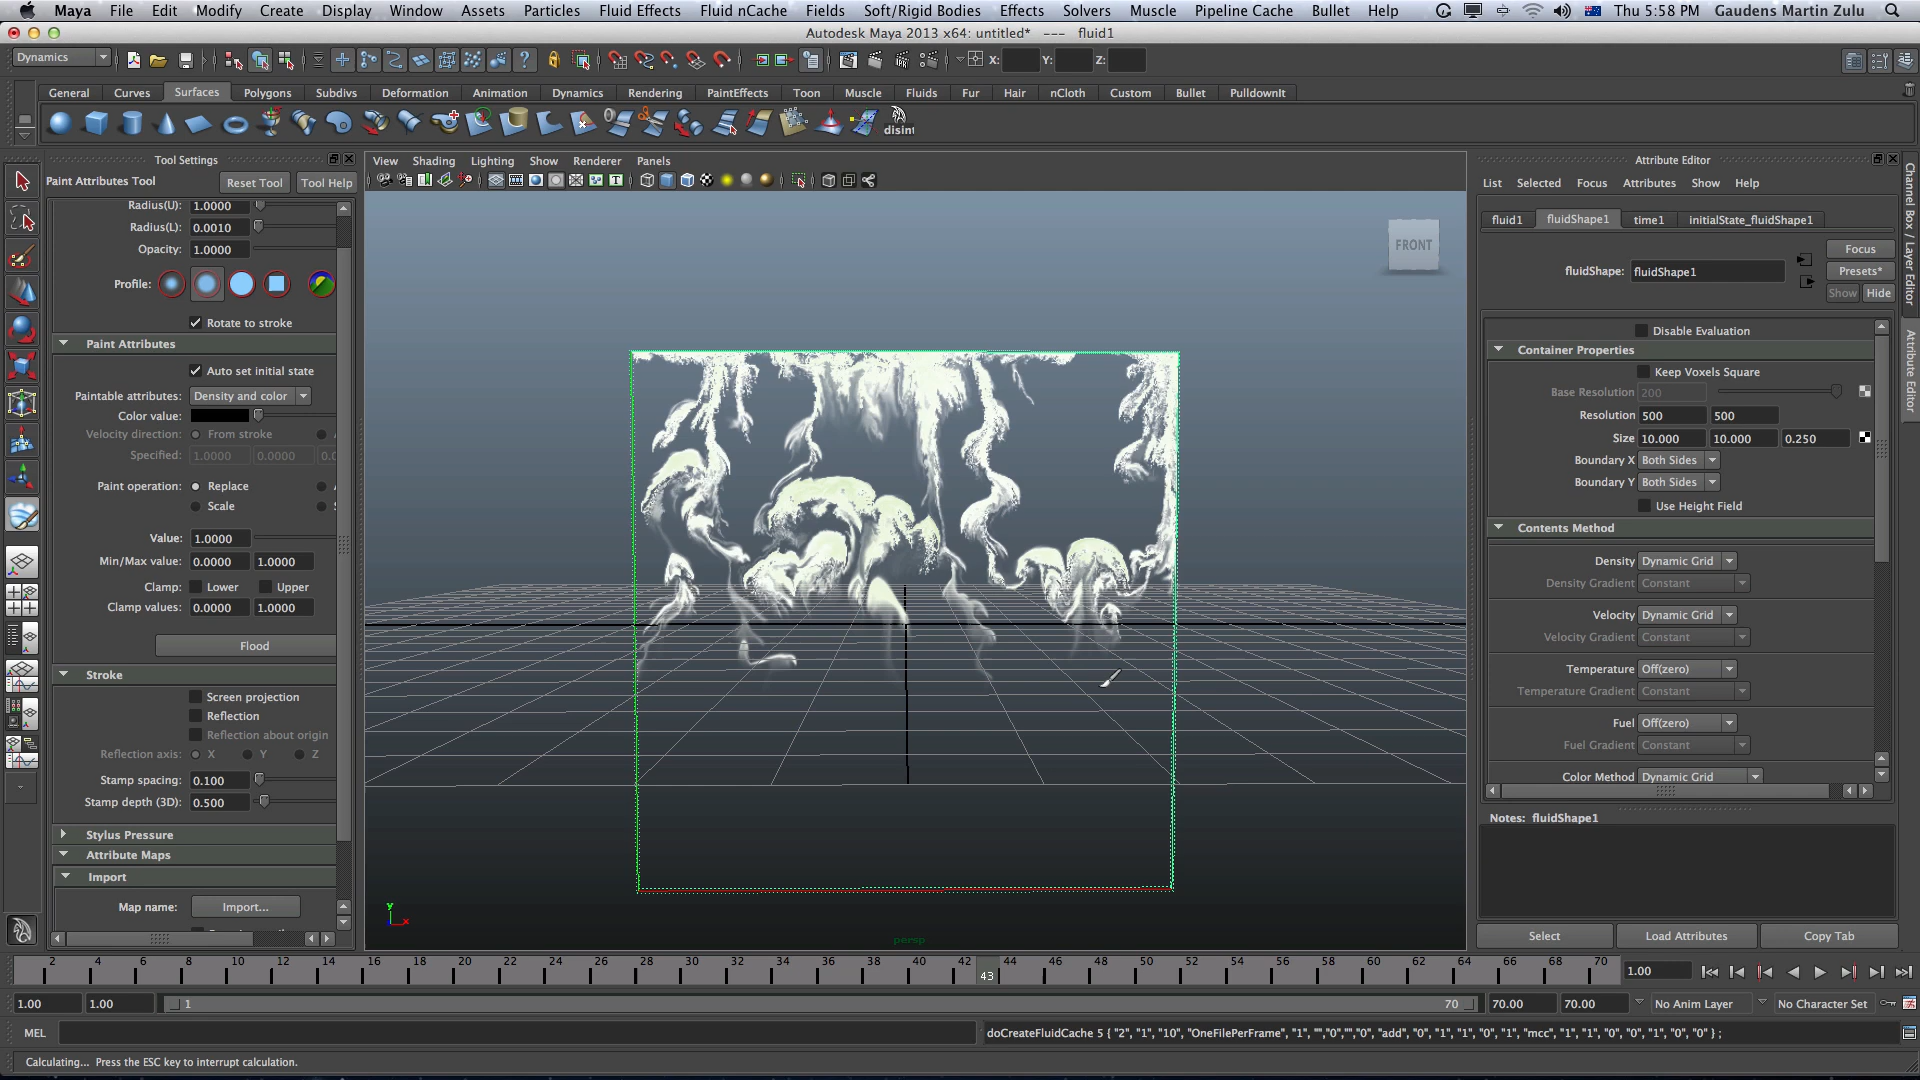 Maya File Edit Modify Create Display Window Assets Particles Fluid Effects Fluid nCache Fields Soft/Rigid Bodies Effects Solvers Muscle Pipeline Cache Bullet Help Thu 5:58 PM Gaudens Martin Zulu
Autodesk Maya 2013 x64: untitled* --- fluid1
Dynamics X: Y: Z:
General Curves Surfaces Polygons Subdivs Deformation Animation Dynamics Rendering PaintEffects Toon Muscle Fluids Fur Hair nCloth Custom Bullet PulldownIt
disint
Tool Settings
Paint Attributes Tool Reset Tool Tool Help
Radius(U): 1.0000
Radius(L): 0.0010
Opacity: 1.0000
Profile:
Rotate to stroke
Paint Attributes
Auto set initial state
Paintable attributes: Density and color
Color value:
Velocity direction: From stroke
Specified: 1.0000 0.0000 0.0
Paint operation: Replace
Scale
Value: 1.0000
Min/Max value: 0.0000 1.0000
Clamp: Lower Upper
Clamp values: 0.0000 1.0000
Flood
Stroke
Screen projection
Reflection
Reflection about origin
Reflection axis: X Y Z
Stamp spacing: 0.100
Stamp depth (3D): 0.500
Stylus Pressure
Attribute Maps
Import
Map name: Import...
View Shading Lighting Show Renderer Panels
FRONT
y
x
persp
Attribute Editor
List Selected Focus Attributes Show Help
fluid1 fluidShape1 time1 initialState_fluidShape1
Focus
fluidShape: fluidShape1 Presets*
Show Hide
Disable Evaluation
Container Properties
Keep Voxels Square
Base Resolution 200
Resolution 500 500
Size 10.000 10.000 0.250
Boundary X Both Sides
Boundary Y Both Sides
Use Height Field
Contents Method
Density Dynamic Grid
Density Gradient Constant
Velocity Dynamic Grid
Velocity Gradient Constant
Temperature Off(zero)
Temperature Gradient Constant
Fuel Off(zero)
Fuel Gradient Constant
Color Method Dynamic Grid
Notes: fluidShape1
Select Load Attributes Copy Tab
Channel Box / Layer Editor
Attribute Editor
2 4 6 8 10 12 14 16 18 20 22 24 26 28 30 32 34 36 38 40 42 43 44 46 48 50 52 54 56 58 60 62 64 66 68 70 1.00
1.00 1.00 1 70 70.00 70.00 No Anim Layer No Character Set
MEL doCreateFluidCache 5 { "2", "1", "10", "OneFilePerFrame", "1", "","0","","0", "add", "0", "1", "1", "0", "1", "mcc", "1", "1", "0", "0", "1", "0", "0" } ;
Calculating... Press the ESC key to interrupt calculation.